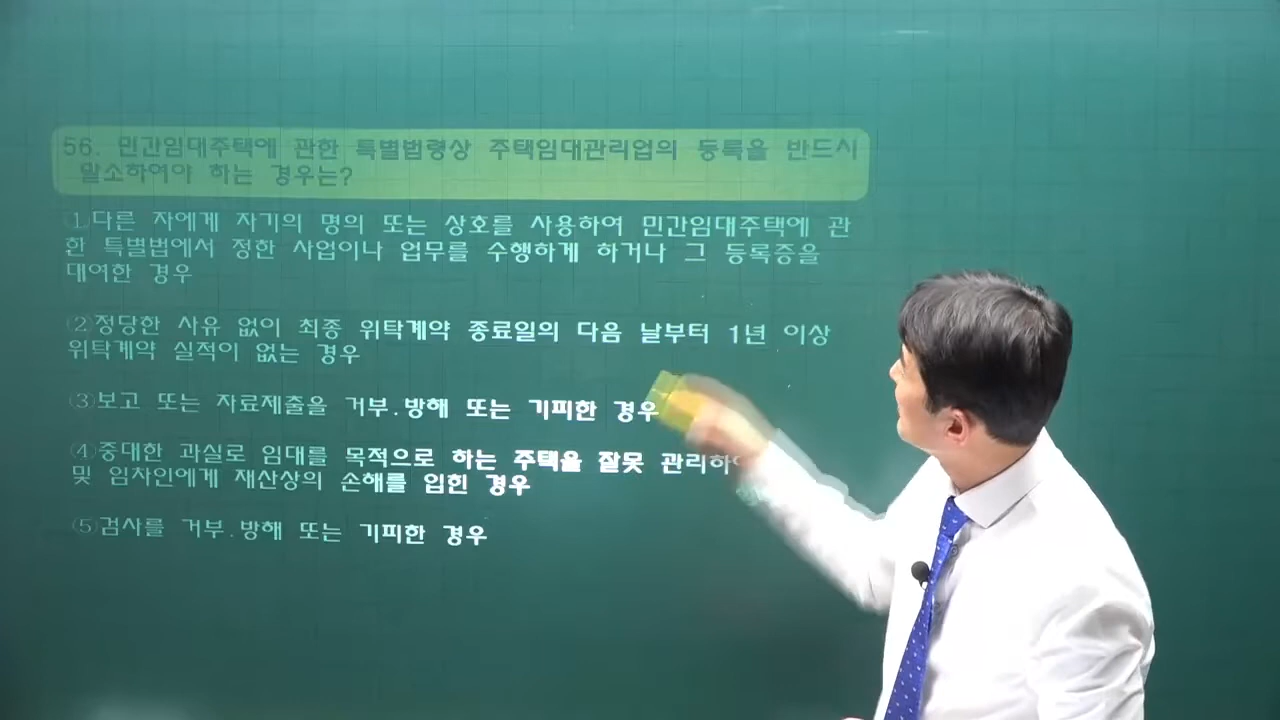 56. 민간임대주택에 관한 특별법령상 주택임대관리업의 등록을 반드시
말소하여야 하는 경우는?
①다른 자에게 자기의 명의 또는 상호를 사용하여 민간임대주택에 관
한 특별법에서 정한 사업이나 업무를 수행하게 하거나 그 등록증을
대여한 경우
②정당한 사유 없이 최종 위탁계약 종료일의 다음 날부터 1년 이상
위탁계약 실적이 없는 경우
③보고 또는 자료제출을 거부.방해 또는 기피한 경우
④중대한 과실로 임대를 목적으로 하는 주택을 잘못 관리하
및 임차인에게 재산상의 손해를 입힌 경우
⑤검사를 거부.방해 또는 기피한 경우